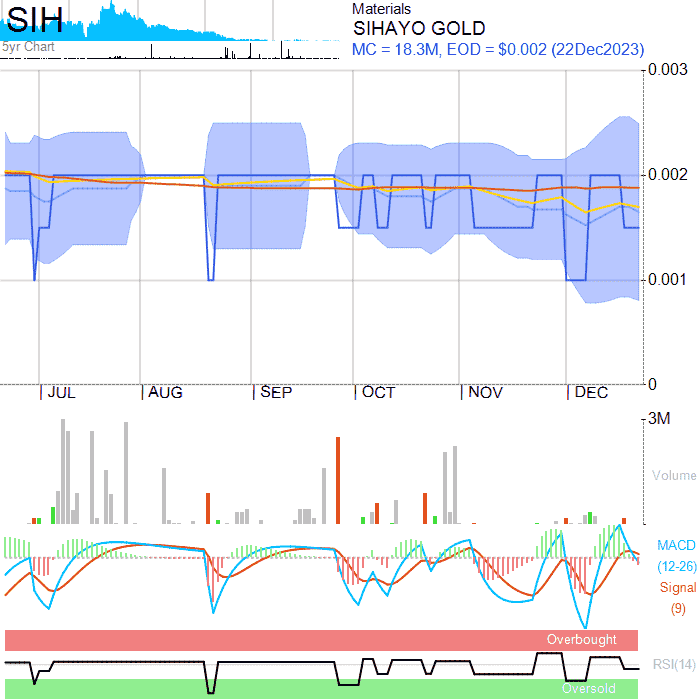 SIH
Materials
SIHAYO GOLD
5yr Chart
MC = 18.3M, EOD = $0.002 (22Dec2023)
0.003
0.002
0.001
0
JUL AUG SEP OCT NOV DEC
3M
Volume
MACD
(12-26)
Signal
(9)
Overbought
RSI(14)
Oversold